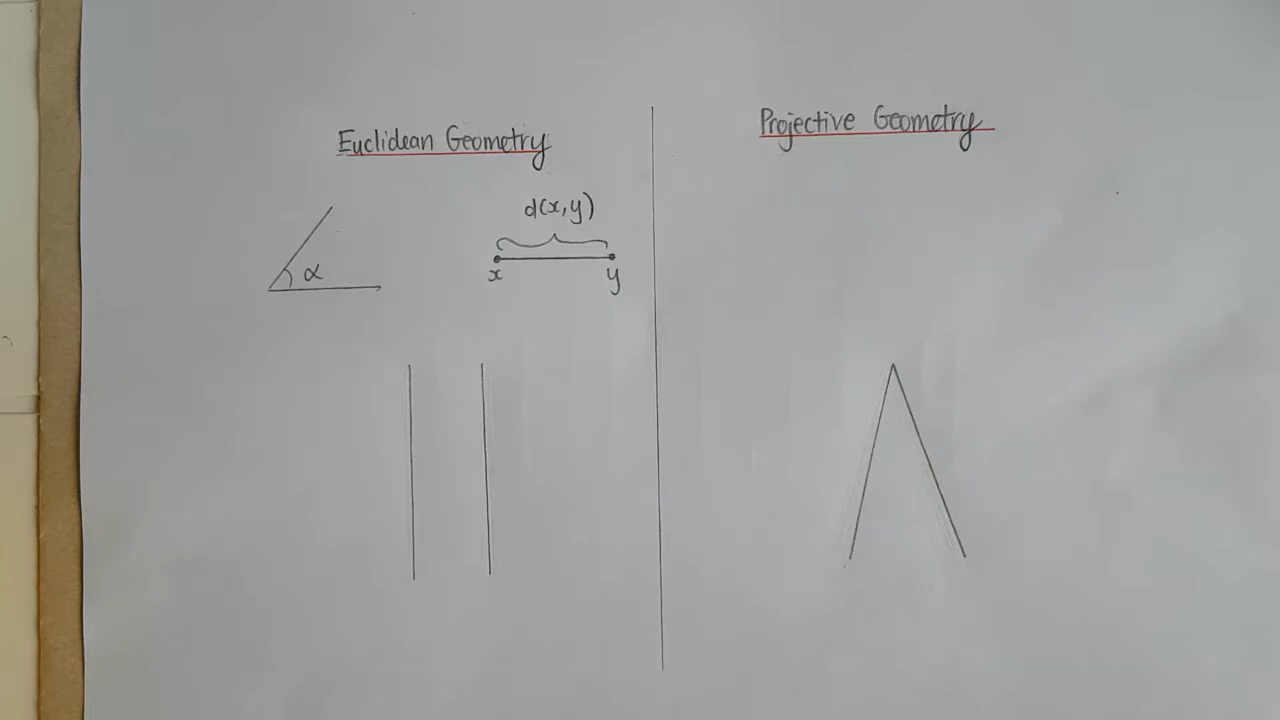 Euclidean Geometry
α
d(x,y)
x y
Projective Geometry